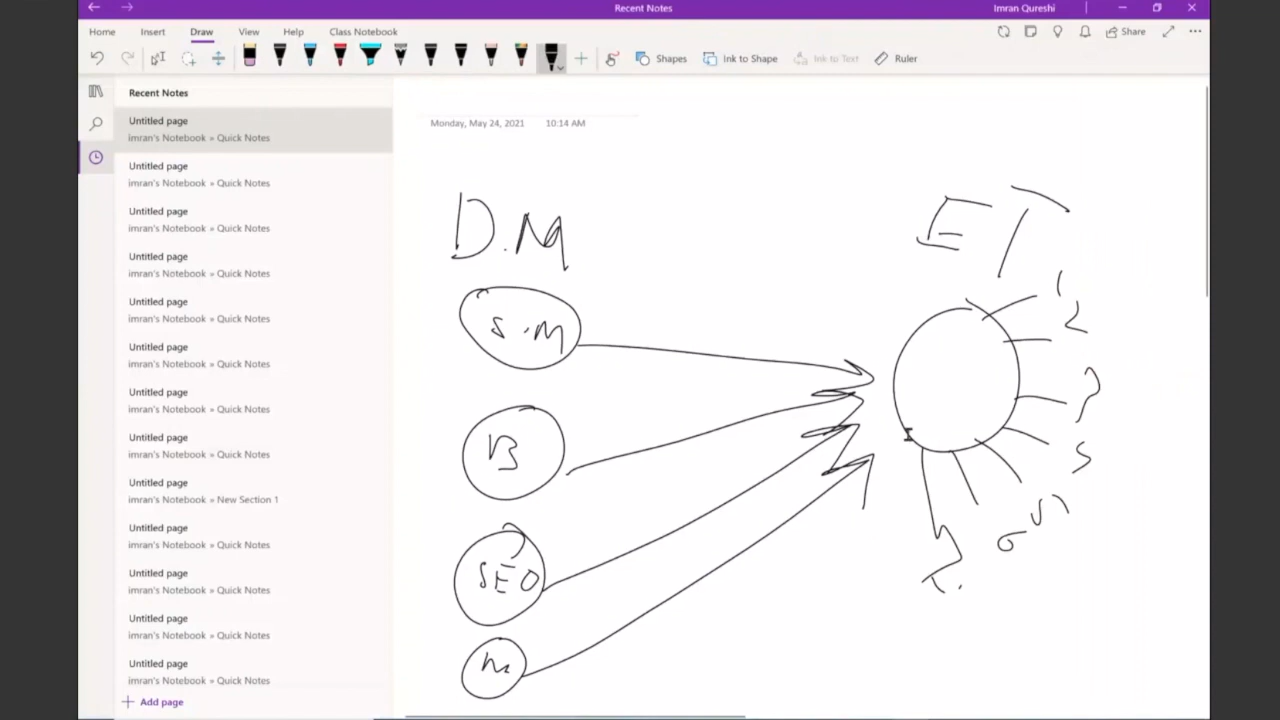 Recent Notes
Imran Qureshi
Home Insert Draw View Help Class Notebook
Share
Shapes Ink to Shape Ink to Text Ruler
Recent Notes
Untitled page
imran's Notebook » Quick Notes
Untitled page
imran's Notebook » Quick Notes
Untitled page
imran's Notebook » Quick Notes
Untitled page
imran's Notebook » Quick Notes
Untitled page
imran's Notebook » Quick Notes
Untitled page
imran's Notebook » Quick Notes
Untitled page
imran's Notebook » Quick Notes
Untitled page
imran's Notebook » Quick Notes
Untitled page
imran's Notebook » New Section 1
Untitled page
imran's Notebook » Quick Notes
Untitled page
imran's Notebook » Quick Notes
Untitled page
imran's Notebook » Quick Notes
Untitled page
imran's Notebook » Quick Notes
Add page
Monday, May 24, 2021 10:14 AM
D.M
S.M
B
SEO
ET
1
2